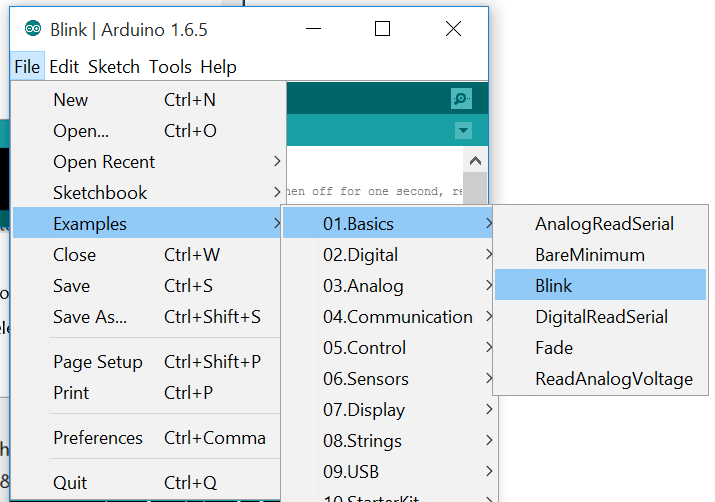 Blink | Arduino 1.6.5
File Edit Sketch Tools Help
New Ctrl+N
Open... Ctrl+O
Open Recent
Sketchbook
Examples
Close Ctrl+W
Save Ctrl+S
Save As... Ctrl+Shift+S
Page Setup Ctrl+Shift+P
Print Ctrl+P
Preferences Ctrl+Comma
Quit Ctrl+Q
hen off for one second, re
01.Basics
02.Digital
03.Analog
04.Communication
05.Control
06.Sensors
07.Display
08.Strings
09.USB
10.StarterKit
AnalogReadSerial
BareMinimum
Blink
DigitalReadSerial
Fade
ReadAnalogVoltage